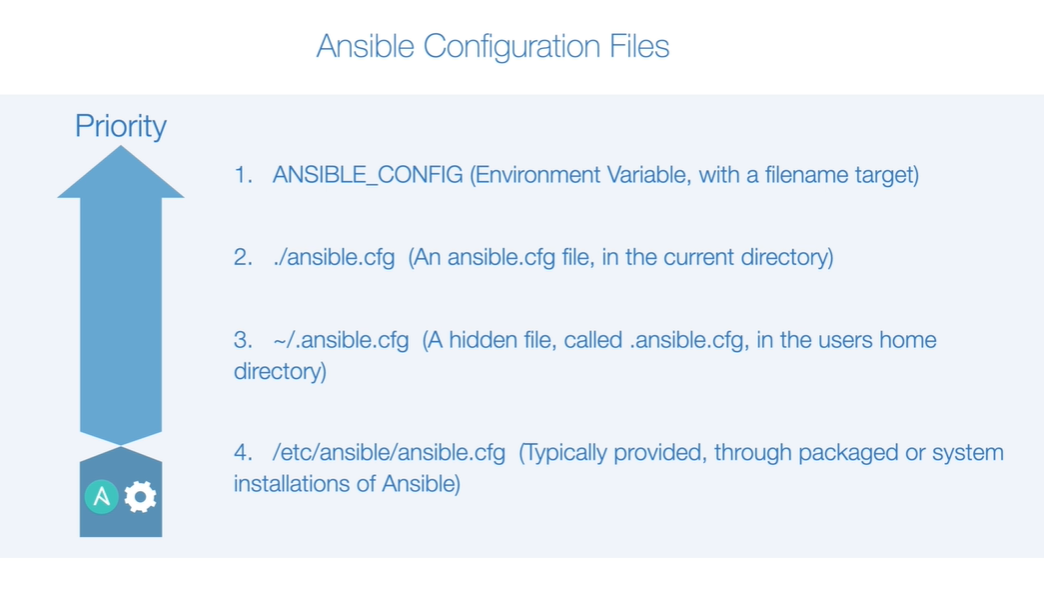 Ansible Configuration Files
Priority
1. ANSIBLE_CONFIG (Environment Variable, with a filename target)
2. ./ansible.cfg (An ansible.cfg file, in the current directory)
3. ~/.ansible.cfg (A hidden file, called .ansible.cfg, in the users home
directory)
4. /etc/ansible/ansible.cfg (Typically provided, through packaged or system
installations of Ansible)